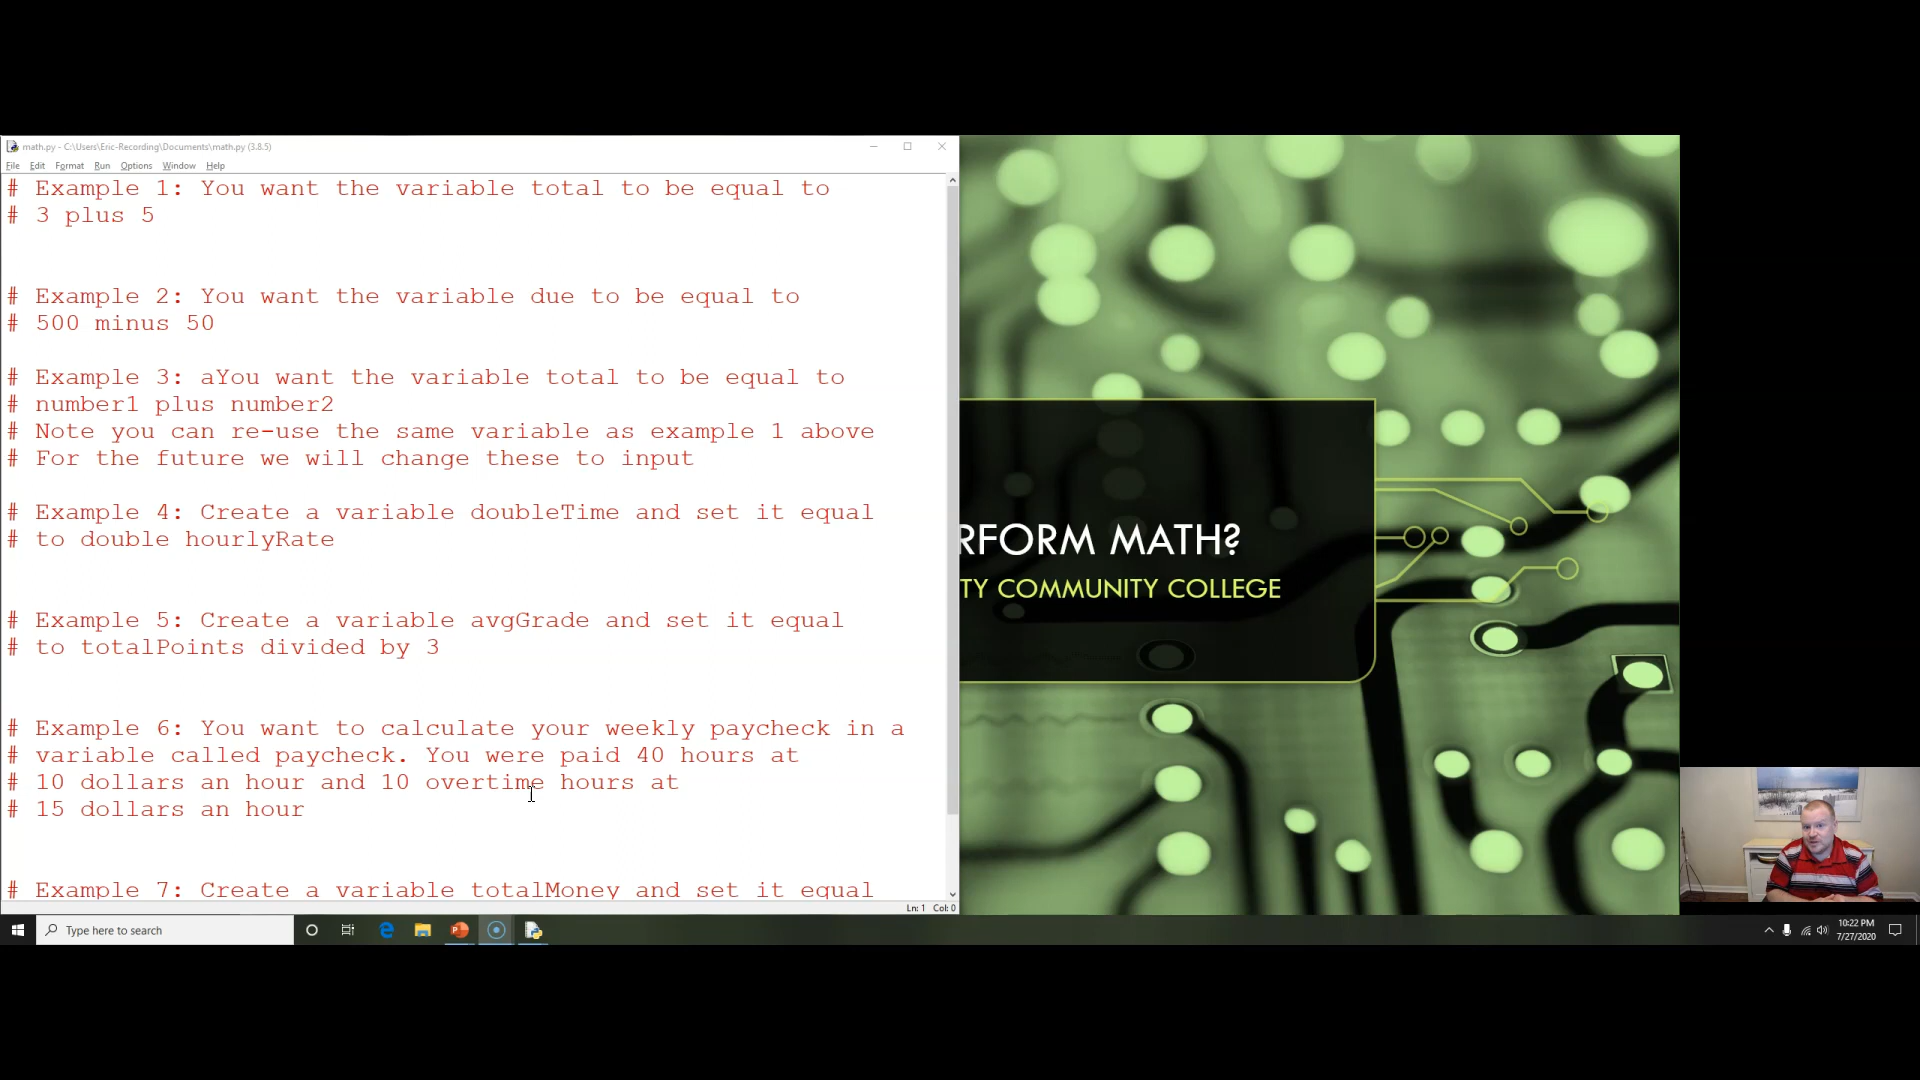 math.py - C:\Users\Eric-Recording\Documents\math.py (3.8.5)
File Edit Format Run Options Window Help
# Example 1: You want the variable total to be equal to
# 3 plus 5
# Example 2: You want the variable due to be equal to
# 500 minus 50
# Example 3: aYou want the variable total to be equal to
# number1 plus number2
# Note you can re-use the same variable as example 1 above
# For the future we will change these to input
# Example 4: Create a variable doubleTime and set it equal
# to double hourlyRate
# Example 5: Create a variable avgGrade and set it equal
# to totalPoints divided by 3
# Example 6: You want to calculate your weekly paycheck in a
# variable called paycheck. You were paid 40 hours at
# 10 dollars an hour and 10 overtime hours at
# 15 dollars an hour
# Example 7: Create a variable totalMoney and set it equal
Ln: 1 Col: 0
RFORM MATH?
TY COMMUNITY COLLEGE
Type here to search
10:22 PM
7/27/2020